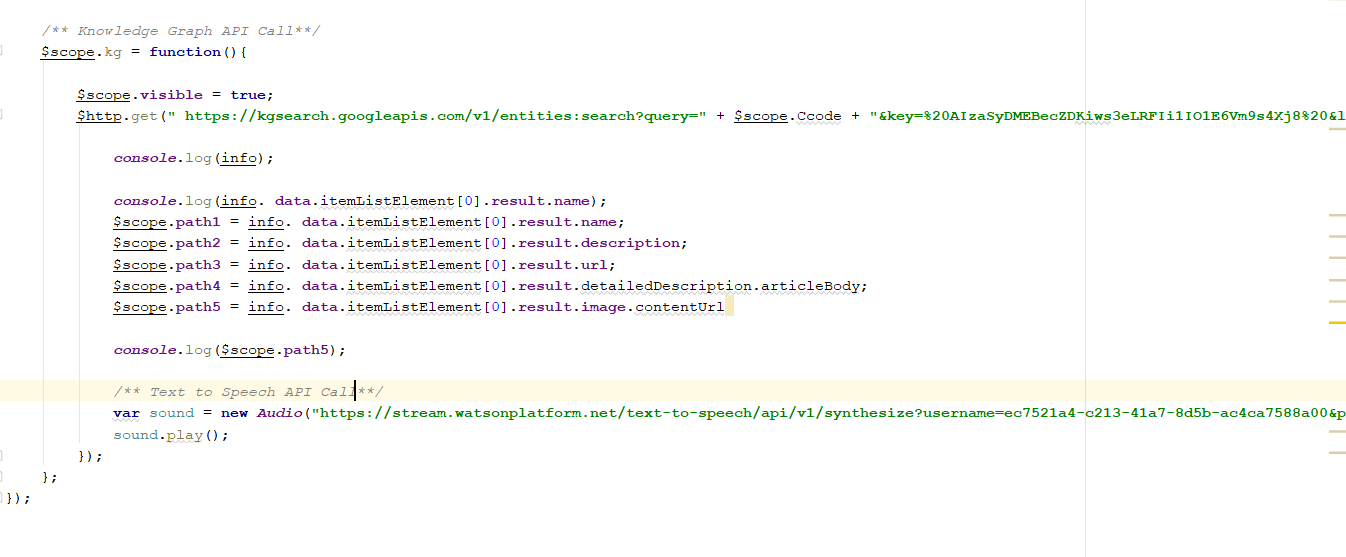 /** Knowledge Graph API Call**/
$scope.kg = function(){
$scope.visible = true;
$http.get(" https://kgsearch.googleapis.com/v1/entities:search?query=" + $scope.Ccode + "&key=%20AIzaSyDMEBecZDKiws3eLRFIi1IO1E6Vm9s4Xj8%20&l
console.log(info);
console.log(info. data.itemListElement[0].result.name);
$scope.path1 = info. data.itemListElement[0].result.name;
$scope.path2 = info. data.itemListElement[0].result.description;
$scope.path3 = info. data.itemListElement[0].result.url;
$scope.path4 = info. data.itemListElement[0].result.detailedDescription.articleBody;
$scope.path5 = info. data.itemListElement[0].result.image.contentUrl
console.log($scope.path5);
/** Text to Speech API Call**/
var sound = new Audio("https://stream.watsonplatform.net/text-to-speech/api/v1/synthesize?username=ec7521a4-c213-41a7-8d5b-ac4ca7588a00&p
sound.play();
});
};
});